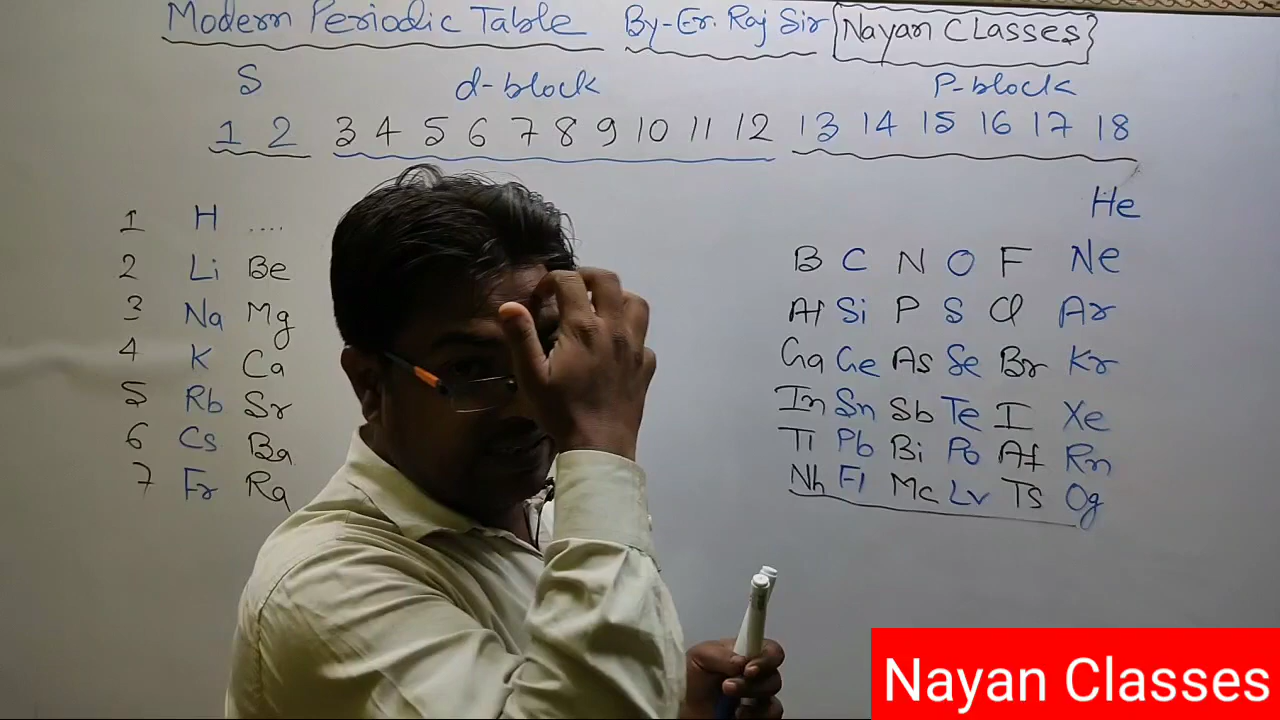 Modern Periodic Table By-Er. Raj Sir Nayan Classes
S d-block P-block
1 2 3 4 5 6 7 8 9 10 11 12 13 14 15 16 17 18
1 H .... He
2 Li Be B C N O F Ne
3 Na Mg Al Si P S Cl Ar
4 K Ca Ga Ge As Se Br Kr
5 Rb Sr In Sn Sb Te I Xe
6 Cs Ba Tl Pb Bi Po At Rn
7 Fr Ra Nh Fl Mc Lv Ts Og
Nayan Classes